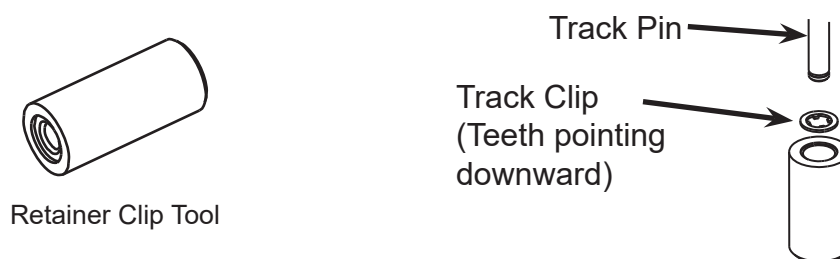 Track Pin
Track Clip
(Teeth pointing
downward)
Retainer Clip Tool